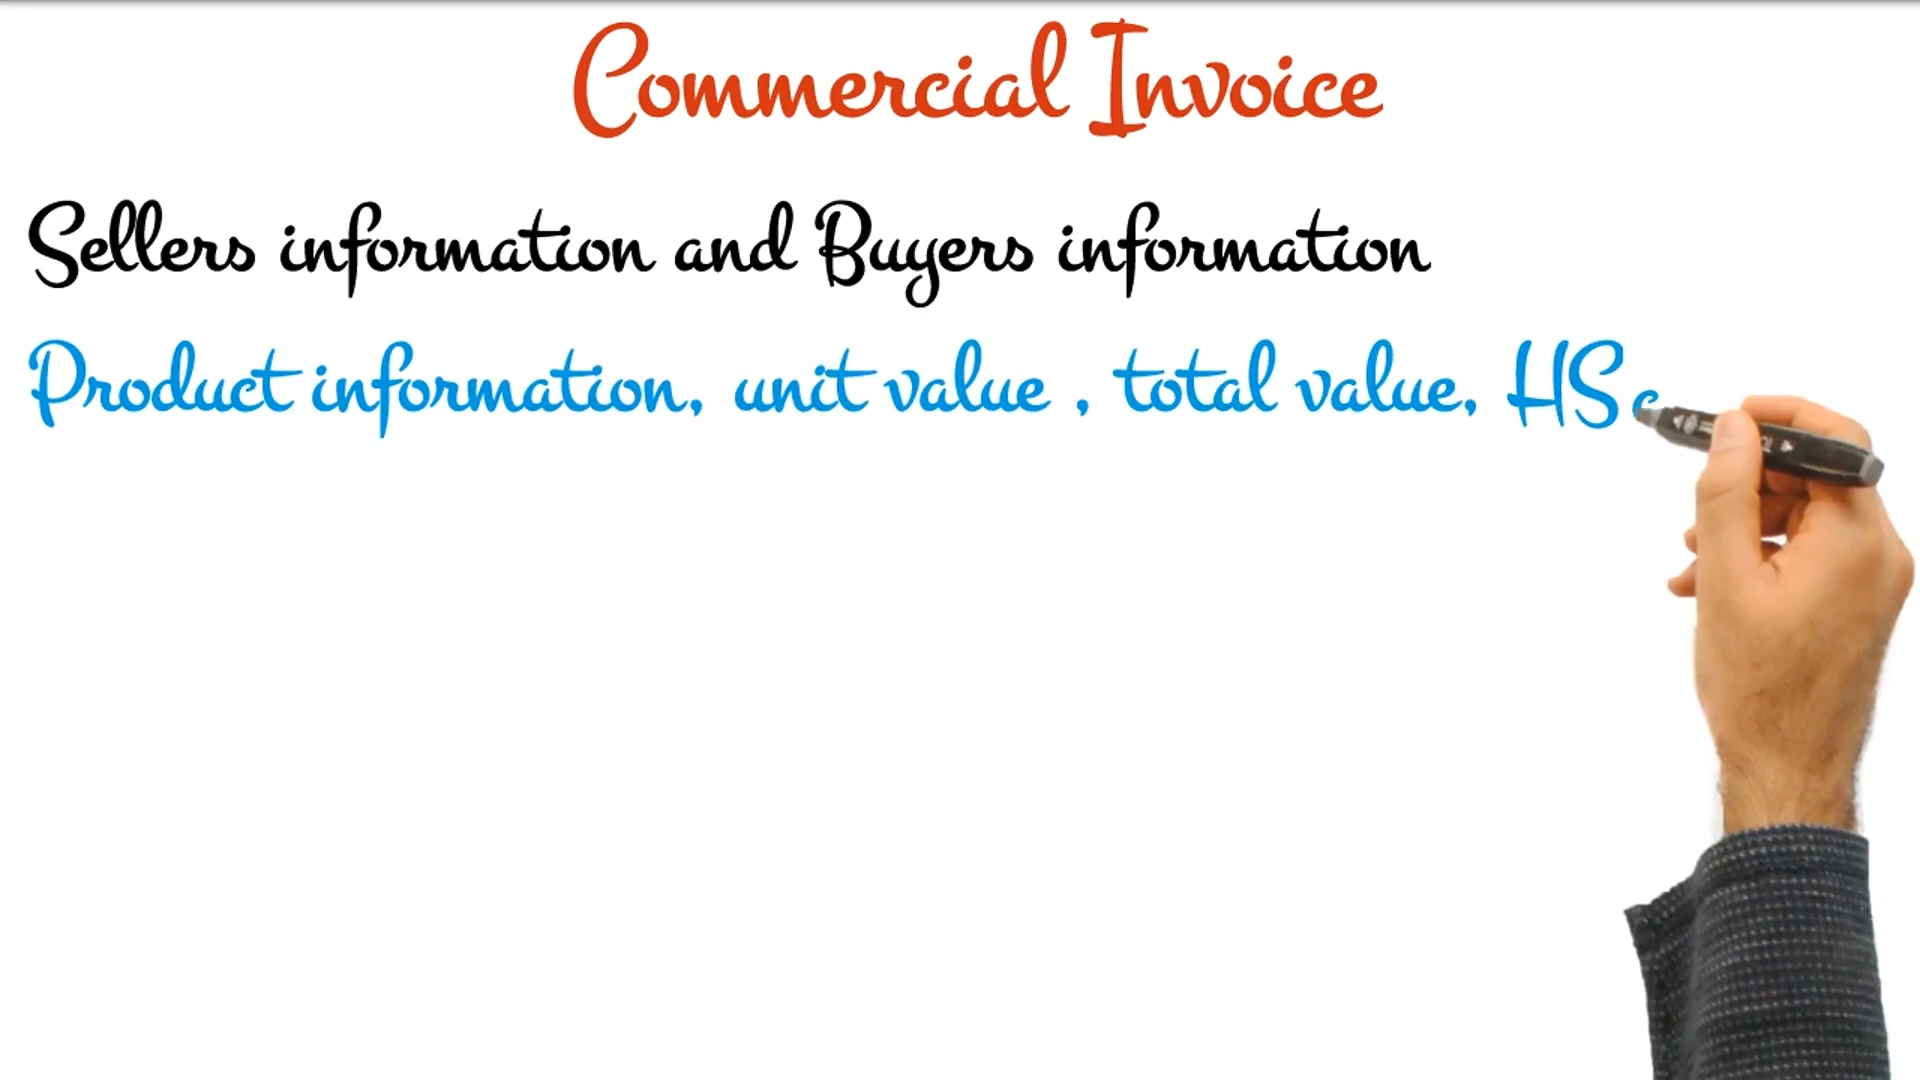 Commercial Invoice
Sellers information and Buyers information
Product information, unit value , total value, HS